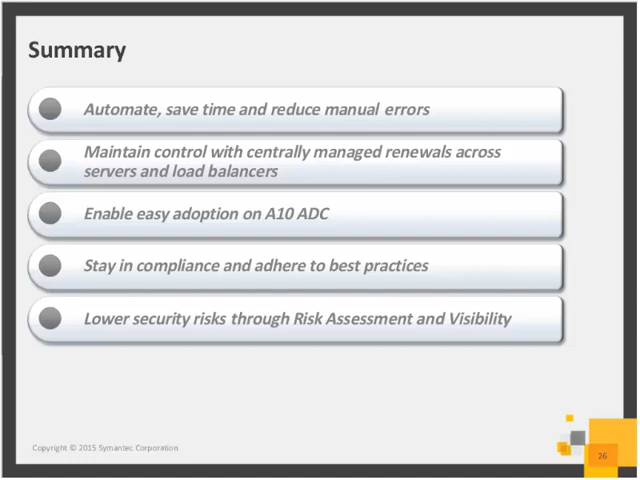 Summary
Automate, save time and reduce manual errors
Maintain control with centrally managed renewals across
servers and load balancers
Enable easy adoption on A10 ADC
Stay in compliance and adhere to best practices
Lower security risks through Risk Assessment and Visibility
Copyright © 2015 Symantec Corporation
26